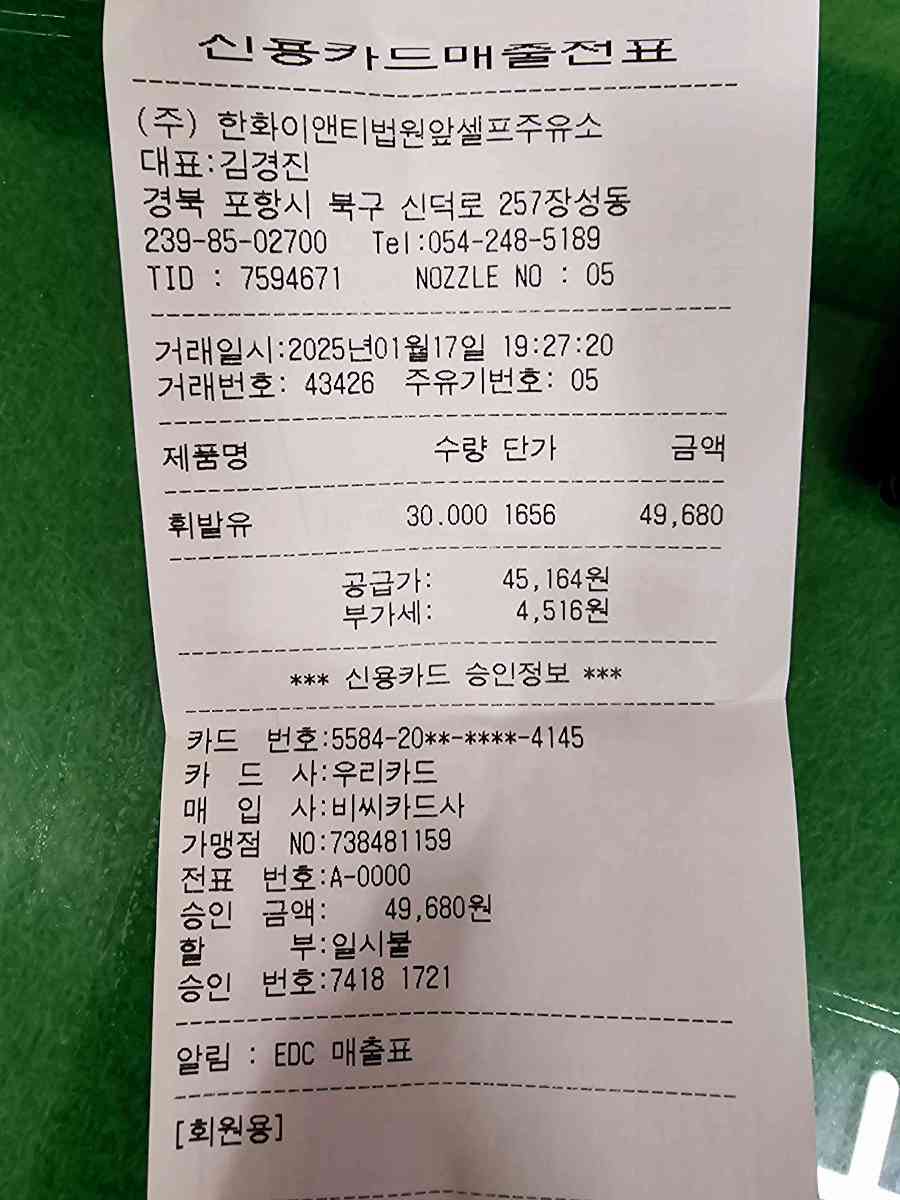 신용카드매출전표
(주) 한화이앤티법원앞셀프주유소
대표:김경진
경북 포항시 북구 신덕로 257장성동
239-85-02700 Tel:054-248-5189
TID : 7594671 NOZZLE NO : 05
거래일시:2025년01월17일 19:27:20
거래번호: 43426 주유기번호: 05
제품명 수량 단가 금액
휘발유 30.000 1656 49,680
공급가: 45,164원
부가세: 4,516원
*** 신용카드 승인정보 ***
카드 번호:5584-20**-****-4145
카 드 사:우리카드
매 입 사:비씨카드사
가맹점 NO:738481159
전표 번호:A-0000
승인 금액: 49,680원
할 부:일시불
승인 번호:7418 1721
알림 : EDC 매출표
[회원용]